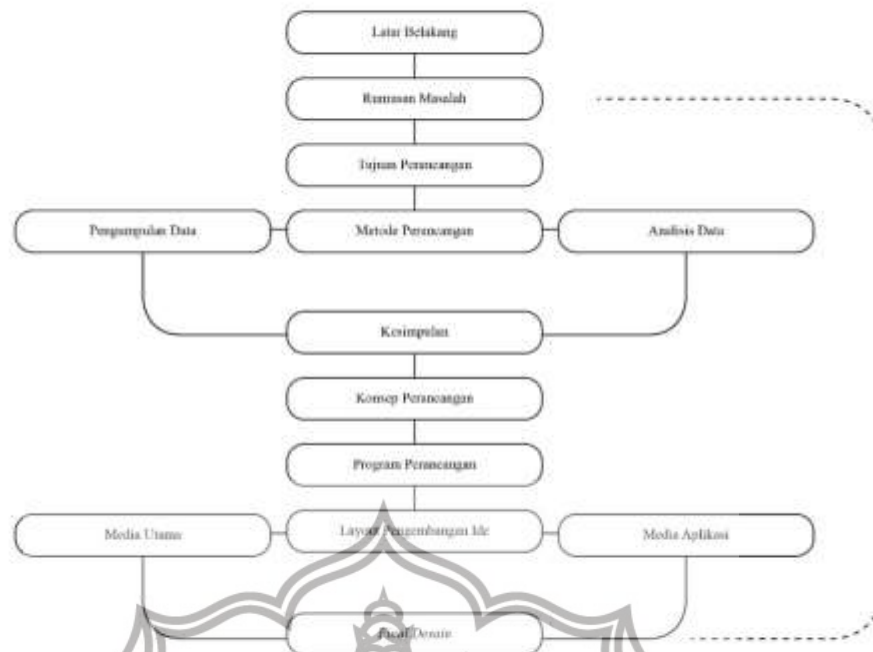 Latar Belakang
Rumusan Masalah
Tujuan Perancangan
Pengumpulan Data
Metode Perancangan
Analisis Data
Kesimpulan
Konsep Perancangan
Program Perancangan
Media Utama
Layout Pengembangan Ide
Media Aplikasi
Final Desain